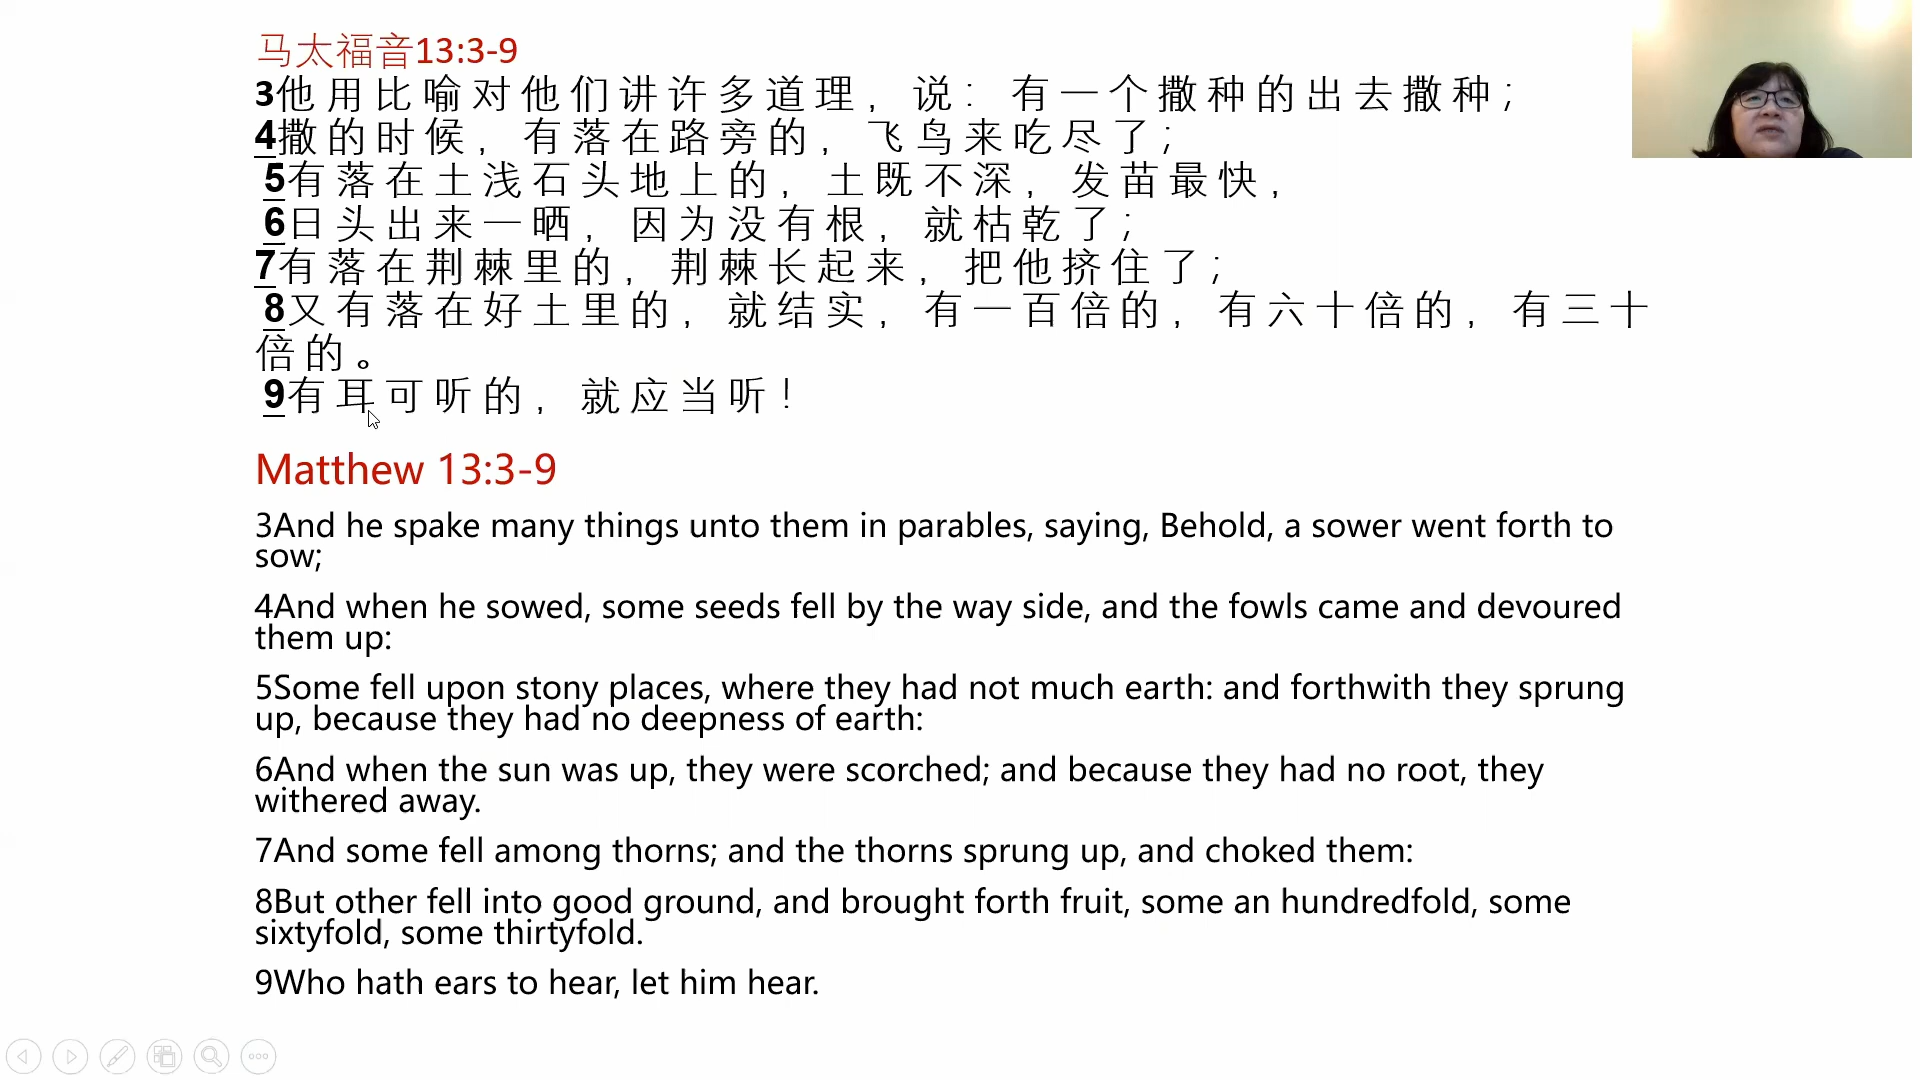 马太福音13:3-9
3他用比喻对他们讲许多道理，说：有一个撒种的出去撒种；
4撒的时候，有落在路旁的，飞鸟来吃尽了；
5有落在土浅石头地上的，土既不深，发苗最快，
6日头出来一晒，因为没有根，就枯乾了；
7有落在荆棘里的，荆棘长起来，把他挤住了；
8又有落在好土里的，就结实，有一百倍的，有六十倍的，有三十
倍的。
9有耳可听的，就应当听！
Matthew 13:3-9
3And he spake many things unto them in parables, saying, Behold, a sower went forth to
sow;
4And when he sowed, some seeds fell by the way side, and the fowls came and devoured
them up:
5Some fell upon stony places, where they had not much earth: and forthwith they sprung
up, because they had no deepness of earth:
6And when the sun was up, they were scorched; and because they had no root, they
withered away.
7And some fell among thorns; and the thorns sprung up, and choked them:
8But other fell into good ground, and brought forth fruit, some an hundredfold, some
sixtyfold, some thirtyfold.
9Who hath ears to hear, let him hear.